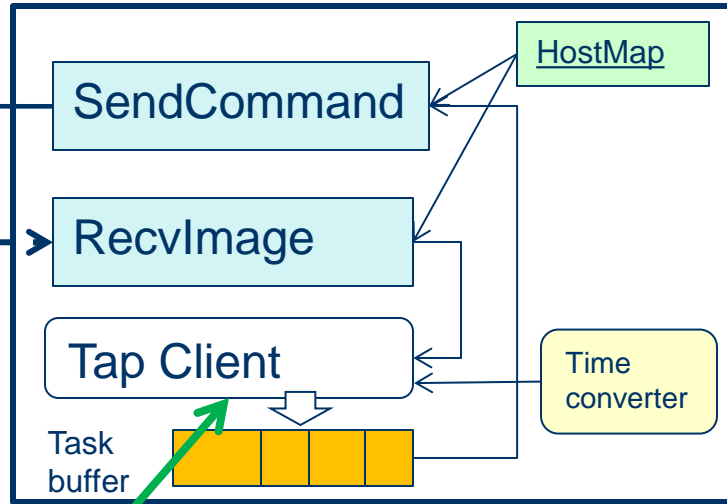 HostMap
SendCommand
RecvImage
Tap Client
Time
converter
Task
buffer